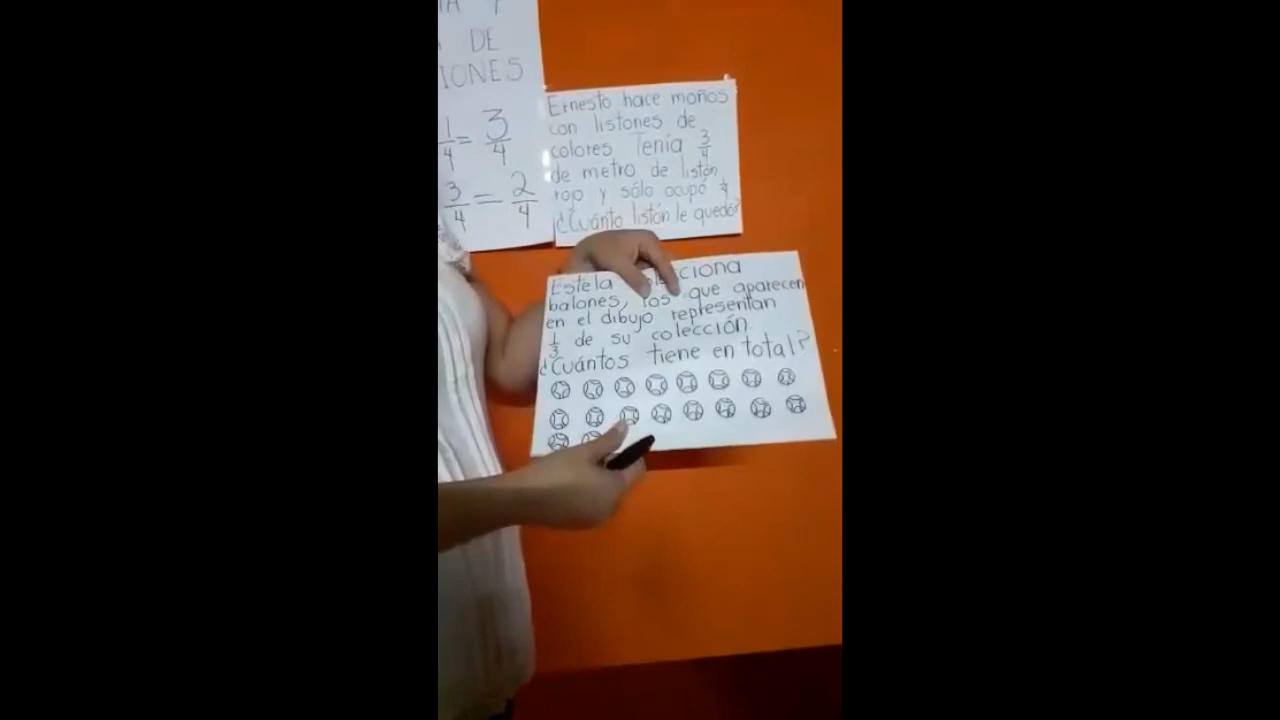 DE
IONES
1/4 = 3/4
3/4 = 2/4
Ernesto hace moños
con listones de
colores Tenía 3/4
de metro de listón
rojo y sólo ocupó 1/4
¿Cuánto listón le quedó?
Estela ciona
balones, los que aparecen
en el dibujo representan
1/3 de su colección.
¿Cuántos tiene en total?